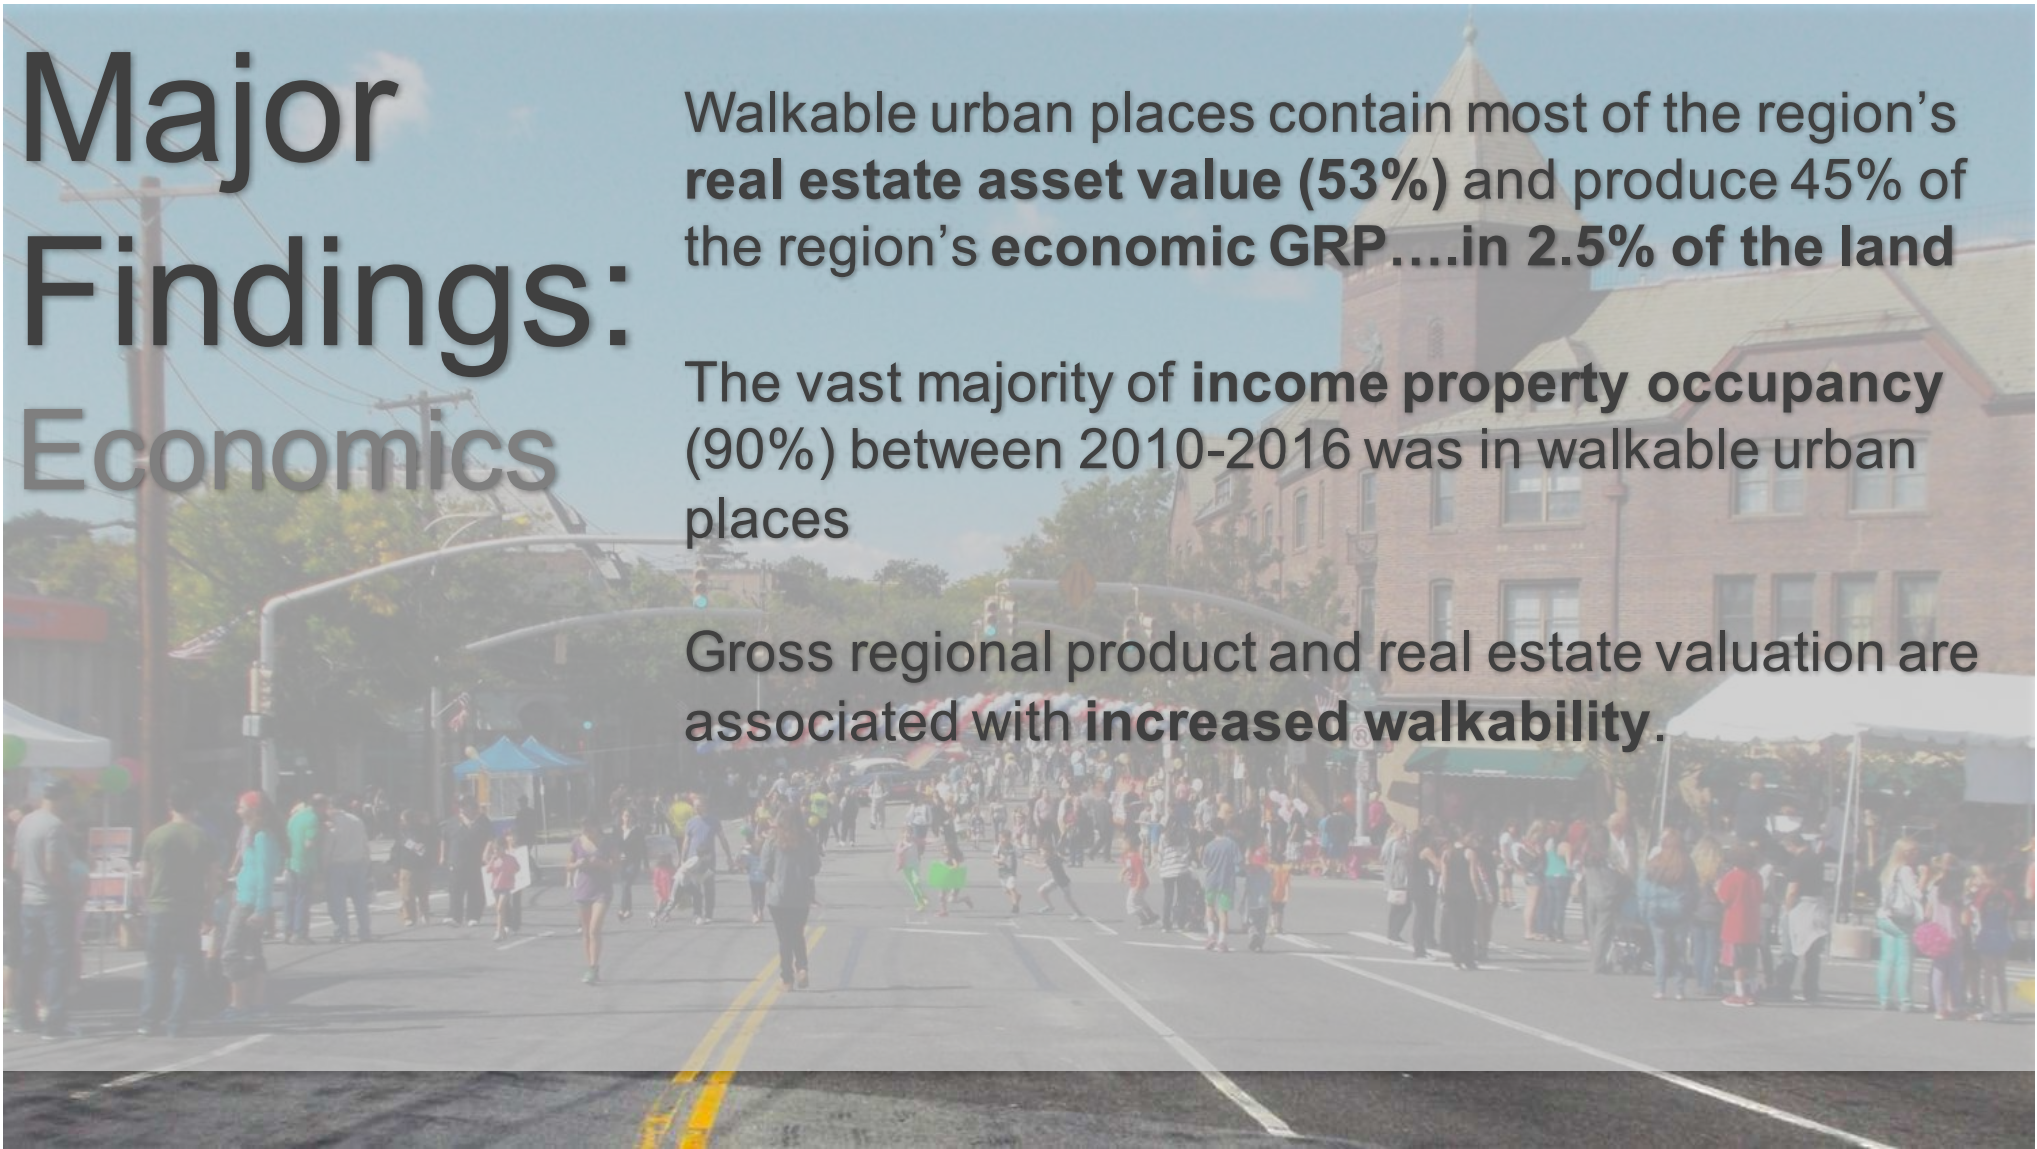 Major
Findings:
Economics
Walkable urban places contain most of the region’s
real estate asset value (53%) and produce 45% of
the region’s economic GRP….in 2.5% of the land
The vast majority of income property occupancy
(90%) between 2010-2016 was in walkable urban
places
Gross regional product and real estate valuation are
associated with increased walkability.